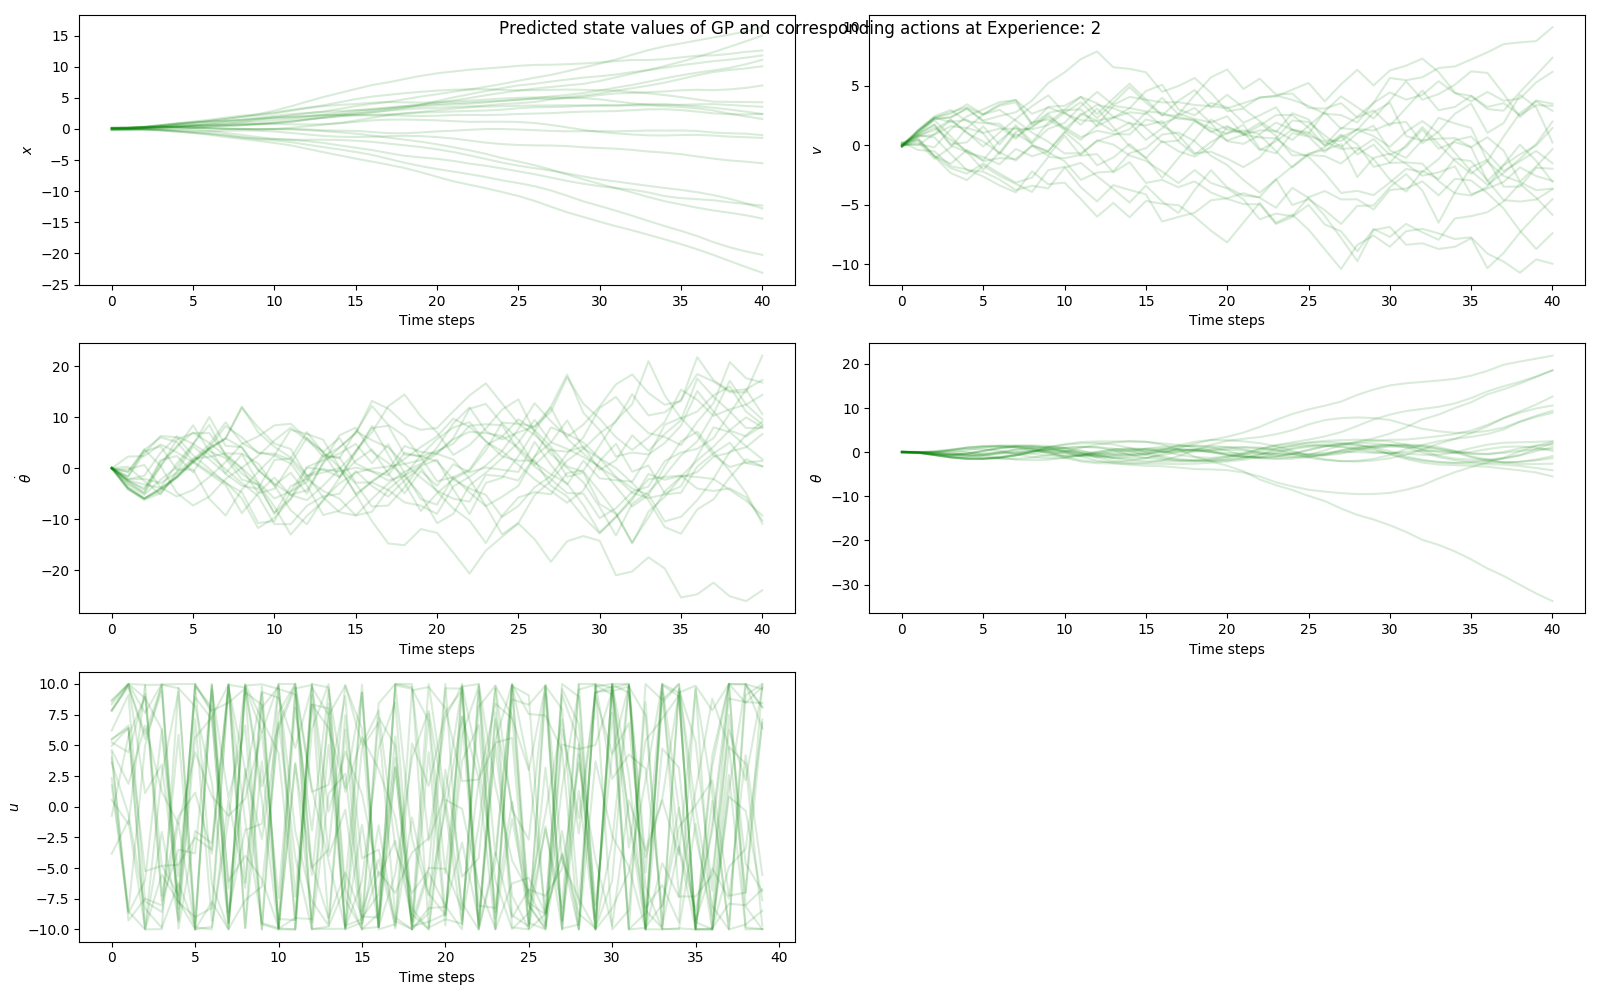 Predicted state values of GP and corresponding actions at Experience: 2
15
10
5
0
−5
−10
−15
−20
−25
x
0 5 10 15 20 25 30 35 40
Time steps
10
5
0
−5
−10
v
0 5 10 15 20 25 30 35 40
Time steps
20
10
0
−10
−20
θ̇
0 5 10 15 20 25 30 35 40
Time steps
20
10
0
−10
−20
−30
θ
0 5 10 15 20 25 30 35 40
Time steps
10.0
7.5
5.0
2.5
0.0
−2.5
−5.0
−7.5
−10.0
u
0 5 10 15 20 25 30 35 40
Time steps